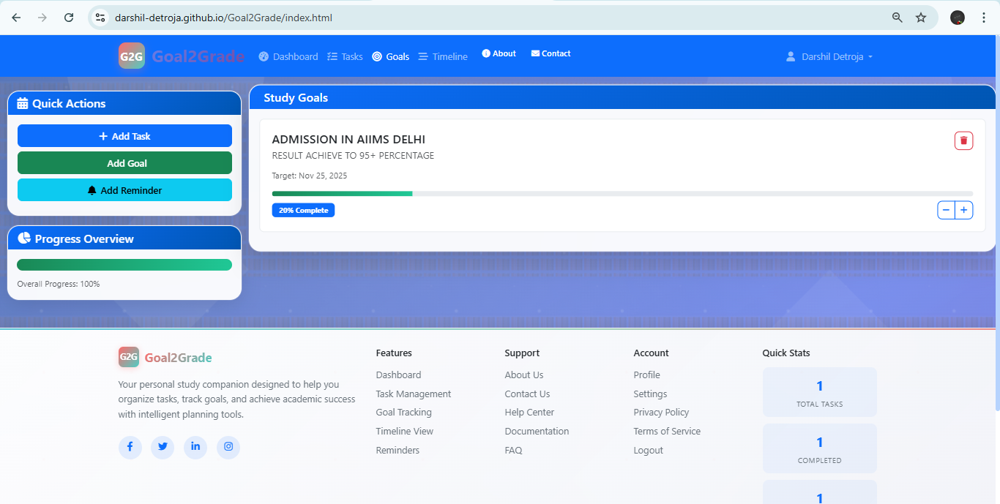 darshil-detroja.github.io/Goal2Grade/index.html
G2G Goal2Grade Dashboard Tasks Goals Timeline About Contact Darshil Detroja
Quick Actions
Add Task
Add Goal
Add Reminder
Progress Overview
Overall Progress: 100%
Study Goals
ADMISSION IN AIIMS DELHI
RESULT ACHIEVE TO 95+ PERCENTAGE
Target: Nov 25, 2025
20% Complete
− +
G2G Goal2Grade
Your personal study companion designed to help you
organize tasks, track goals, and achieve academic success
with intelligent planning tools.
Features
Dashboard
Task Management
Goal Tracking
Timeline View
Reminders
Support
About Us
Contact Us
Help Center
Documentation
FAQ
Account
Profile
Settings
Privacy Policy
Terms of Service
Logout
Quick Stats
1
TOTAL TASKS
1
COMPLETED
1